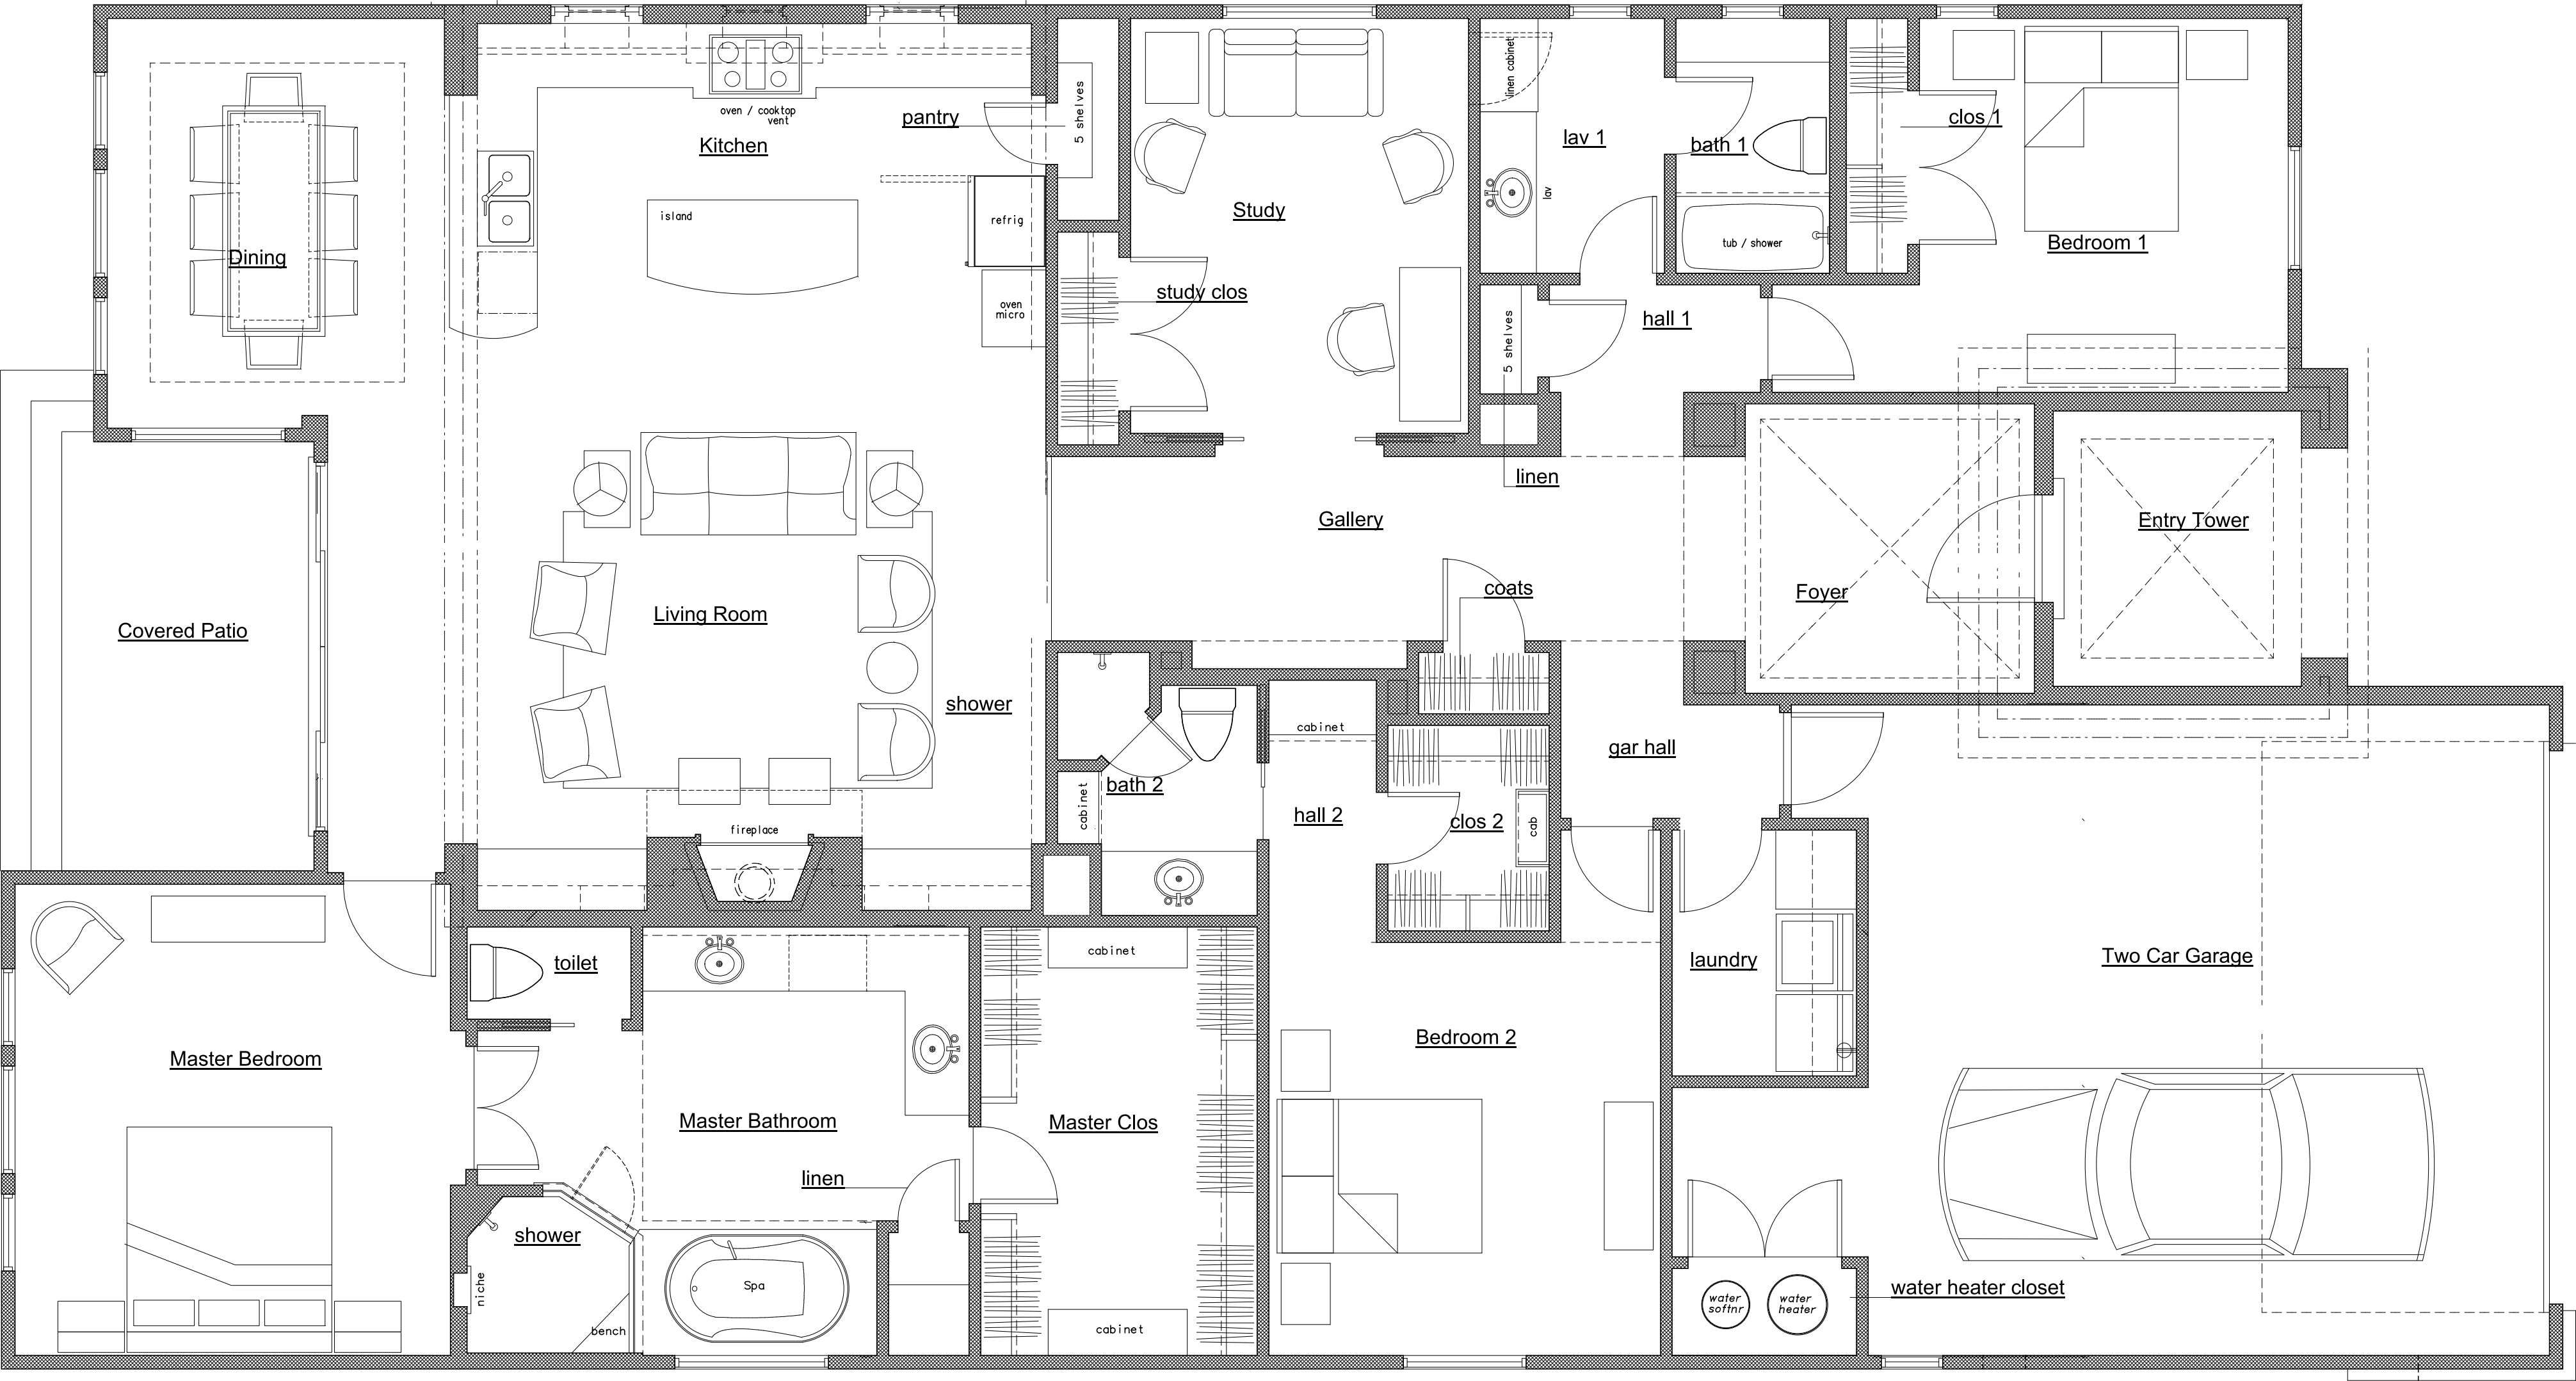 oven / cooktop
vent
Kitchen
pantry
5 shelves
linen cabinet
lav 1
bath 1
clos 1
lav
island
refrig
Study
tub / shower
Bedroom 1
Dining
study clos
oven
micro
5 shelves
hall 1
linen
Gallery
Entry Tower
coats
Foyer
Living Room
Covered Patio
shower
cabinet
gar hall
bath 2
cabinet
hall 2
clos 2
cab
fireplace
toilet
cabinet
laundry
Two Car Garage
Master Bedroom
Bedroom 2
Master Bathroom
Master Clos
linen
shower
niche
Spa
bench
cabinet
water heater closet
water
softnr
water
heater